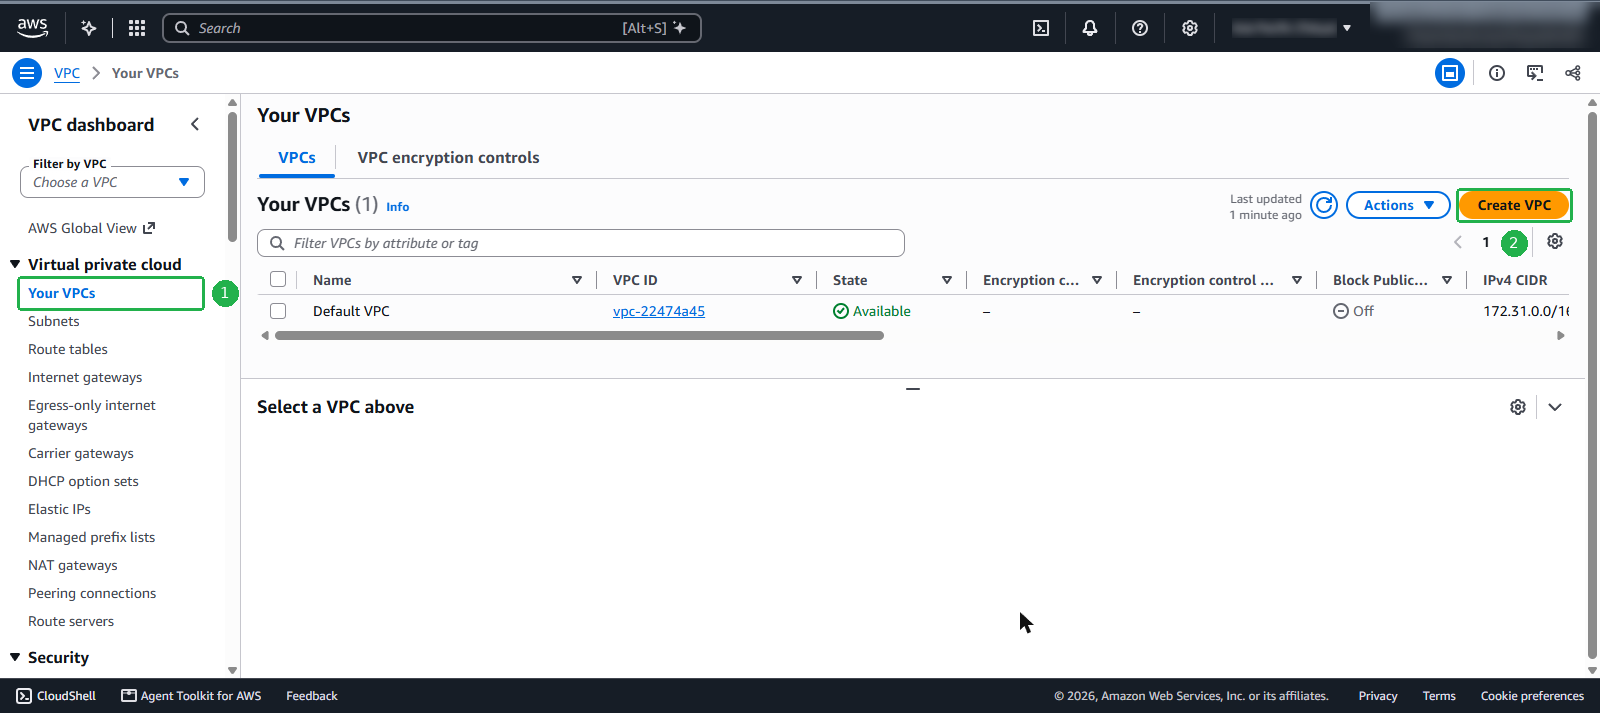 aws
Search [Alt+S]
VPC > Your VPCs
VPC dashboard
Filter by VPC
Choose a VPC
AWS Global View
Virtual private cloud
Your VPCs 1
Subnets
Route tables
Internet gateways
Egress-only internet
gateways
Carrier gateways
DHCP option sets
Elastic IPs
Managed prefix lists
NAT gateways
Peering connections
Route servers
Security
Your VPCs
VPCs VPC encryption controls
Your VPCs (1) Info
Last updated
1 minute ago
Actions Create VPC
Filter VPCs by attribute or tag
1 2
Name VPC ID State Encryption c... Encryption control ... Block Public... IPv4 CIDR
Default VPC vpc-22474a45 Available – – Off 172.31.0.0/16
Select a VPC above
CloudShell Agent Toolkit for AWS Feedback © 2026, Amazon Web Services, Inc. or its affiliates. Privacy Terms Cookie preferences